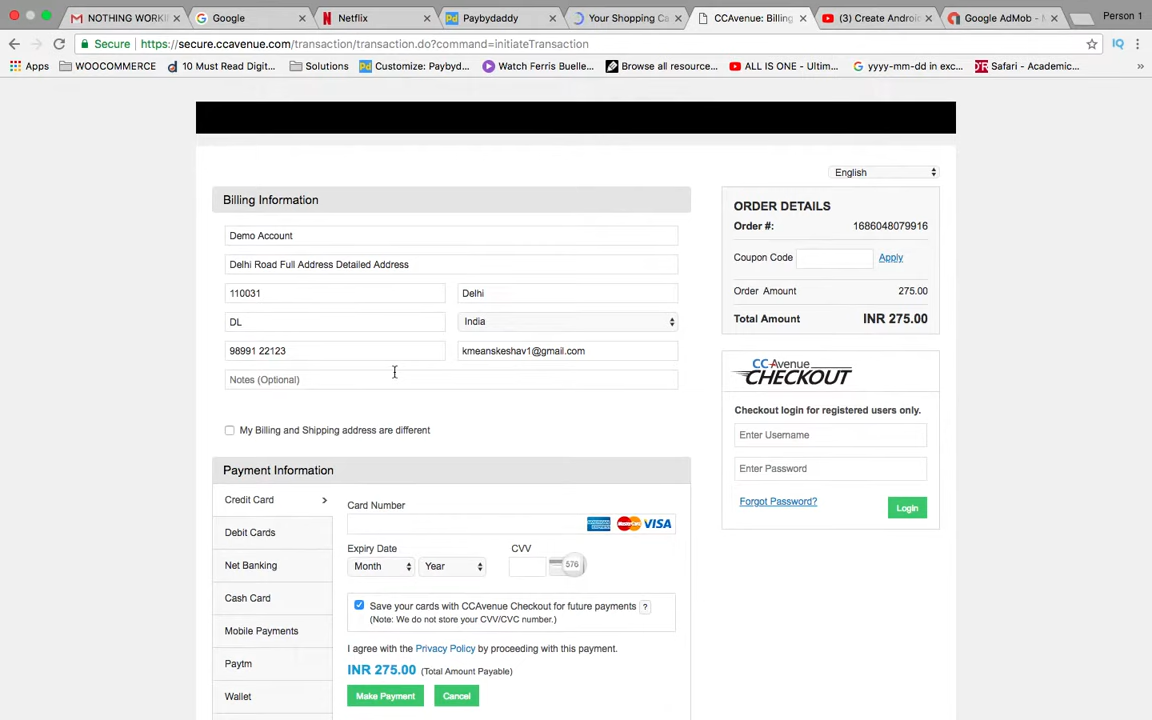 NOTHING WORKI
Google
Netflix
Paybydaddy
Your Shopping Ca
CCAvenue: Billing
(3) Create Androi
Google AdMob - M
Person 1
Secure
https://secure.ccavenue.com/transaction/transaction.do?command=initiateTransaction
Apps
WOOCOMMERCE
10 Must Read Digit...
Solutions
Customize: Paybyd...
Watch Ferris Buelle...
Browse all resource...
ALL IS ONE - Ultim...
yyyy-mm-dd in exc...
Safari - Academic...
English
Billing Information
Demo Account
Delhi Road Full Address Detailed Address
110031
Delhi
DL
India
98991 22123
kmeanskeshav1@gmail.com
Notes (Optional)
My Billing and Shipping address are different
ORDER DETAILS
Order #: 1686048079916
Coupon Code Apply
Order Amount 275.00
Total Amount INR 275.00
CC-Avenue
CHECKOUT
Checkout login for registered users only.
Enter Username
Enter Password
Forgot Password?
Login
Payment Information
Credit Card
Debit Cards
Net Banking
Cash Card
Mobile Payments
Paytm
Wallet
Card Number
MasterCard
VISA
Expiry Date
CVV
Month
Year
576
Save your cards with CCAvenue Checkout for future payments ?
(Note: We do not store your CVV/CVC number.)
I agree with the Privacy Policy by proceeding with this payment.
INR 275.00 (Total Amount Payable)
Make Payment
Cancel